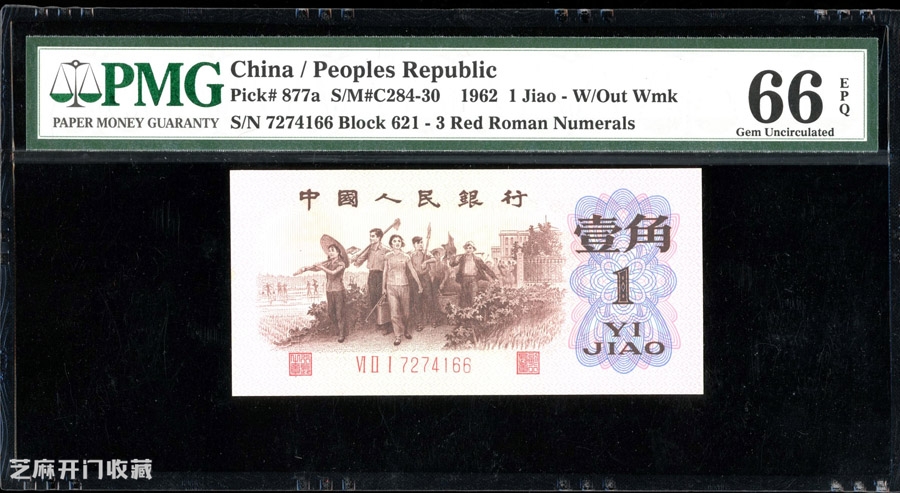 PMG
PAPER MONEY GUARANTY
China / Peoples Republic
Pick# 877a S/M#C284-30 1962 1 Jiao - W/Out Wmk
S/N 7274166 Block 621 - 3 Red Roman Numerals
66
EPQ
Gem Uncirculated
中國人民銀行
壹角
1
YI
JIAO
VI II I 7274166
芝麻开门收藏